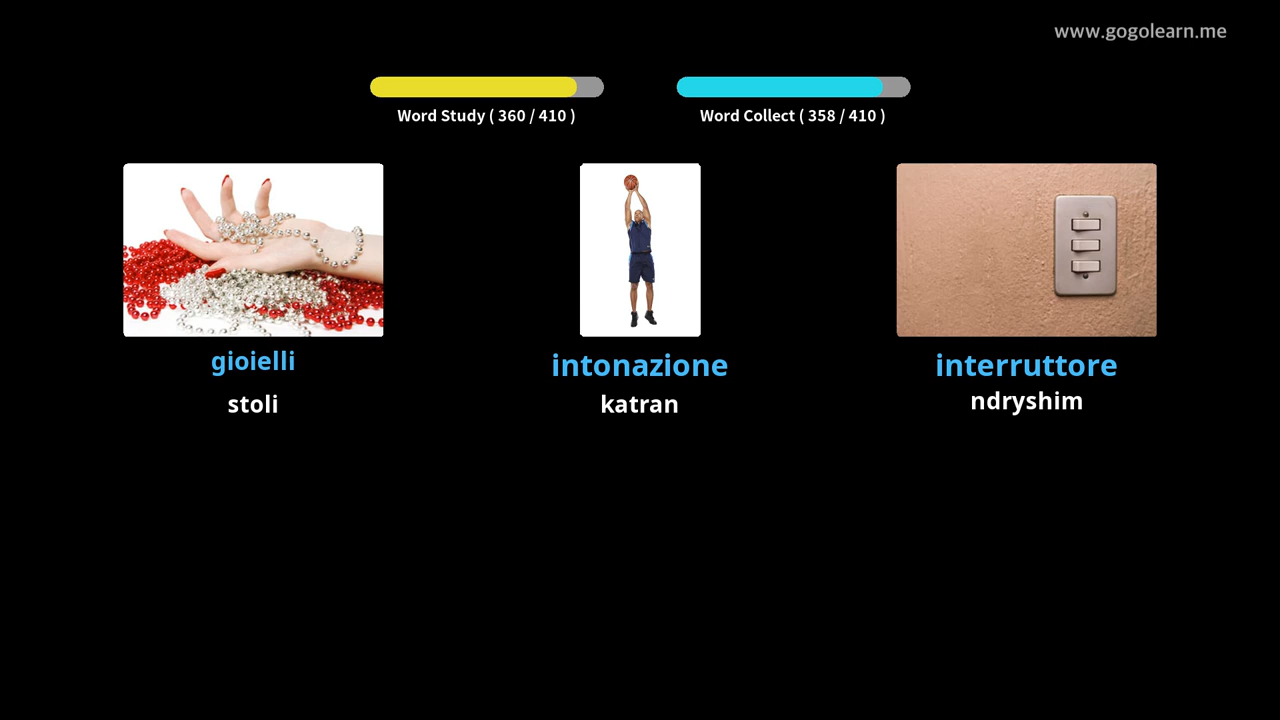 www.gogolearn.me
Word Study ( 360 / 410 )
Word Collect ( 358 / 410 )
gioielli
intonazione
interruttore
stoli
katran
ndryshim